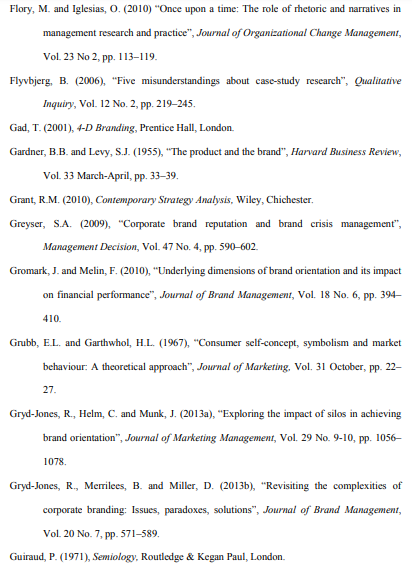 Flory, M. and Iglesias, O. (2010) “Once upon a time: The role of rhetoric and narratives in
management research and practice”, Journal of Organizational Change Management,
Vol. 23 No 2, pp. 113–119.
Flyvbjerg, B. (2006), “Five misunderstandings about case-study research”, Qualitative
Inquiry, Vol. 12 No. 2, pp. 219–245.
Gad, T. (2001), 4-D Branding, Prentice Hall, London.
Gardner, B.B. and Levy, S.J. (1955), “The product and the brand”, Harvard Business Review,
Vol. 33 March-April, pp. 33–39.
Grant, R.M. (2010), Contemporary Strategy Analysis, Wiley, Chichester.
Greyser, S.A. (2009), “Corporate brand reputation and brand crisis management”,
Management Decision, Vol. 47 No. 4, pp. 590–602.
Gromark, J. and Melin, F. (2010), “Underlying dimensions of brand orientation and its impact
on financial performance”, Journal of Brand Management, Vol. 18 No. 6, pp. 394–
410.
Grubb, E.L. and Garthwhol, H.L. (1967), “Consumer self-concept, symbolism and market
behaviour: A theoretical approach”, Journal of Marketing, Vol. 31 October, pp. 22–
27.
Gryd-Jones, R., Helm, C. and Munk, J. (2013a), “Exploring the impact of silos in achieving
brand orientation”, Journal of Marketing Management, Vol. 29 No. 9-10, pp. 1056–
1078.
Gryd-Jones, R., Merrilees, B. and Miller, D. (2013b), “Revisiting the complexities of
corporate branding: Issues, paradoxes, solutions”, Journal of Brand Management,
Vol. 20 No. 7, pp. 571–589.
Guiraud, P. (1971), Semiology, Routledge & Kegan Paul, London.